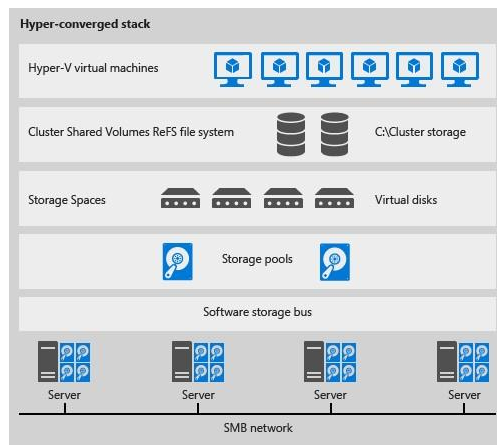 Hyper-converged stack
Hyper-V virtual machines
Cluster Shared Volumes ReFS file system
C:\Cluster storage
Storage Spaces
Virtual disks
Storage pools
Software storage bus
Server
Server
Server
Server
SMB network